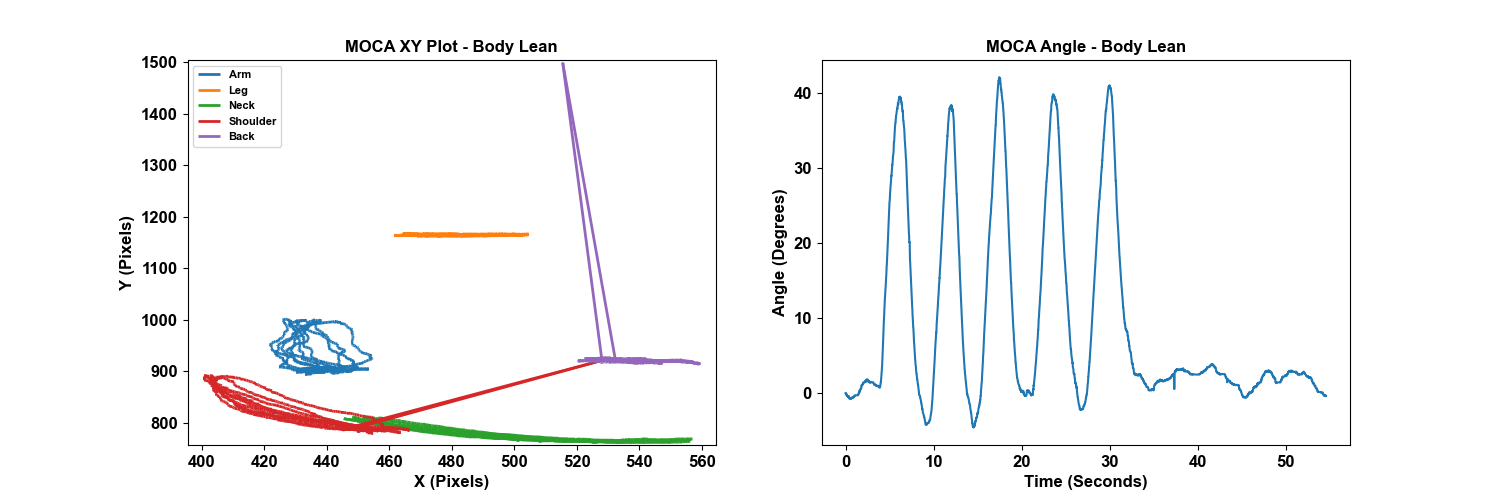 MOCA XY Plot - Body Lean
1500
1400
1300
1200
1100
1000
900
800
Y (Pixels)
Arm
Leg
Neck
Shoulder
Back
400 420 440 460 480 500 520 540 560
X (Pixels)
MOCA Angle - Body Lean
40
30
20
10
0
Angle (Degrees)
0 10 20 30 40 50
Time (Seconds)